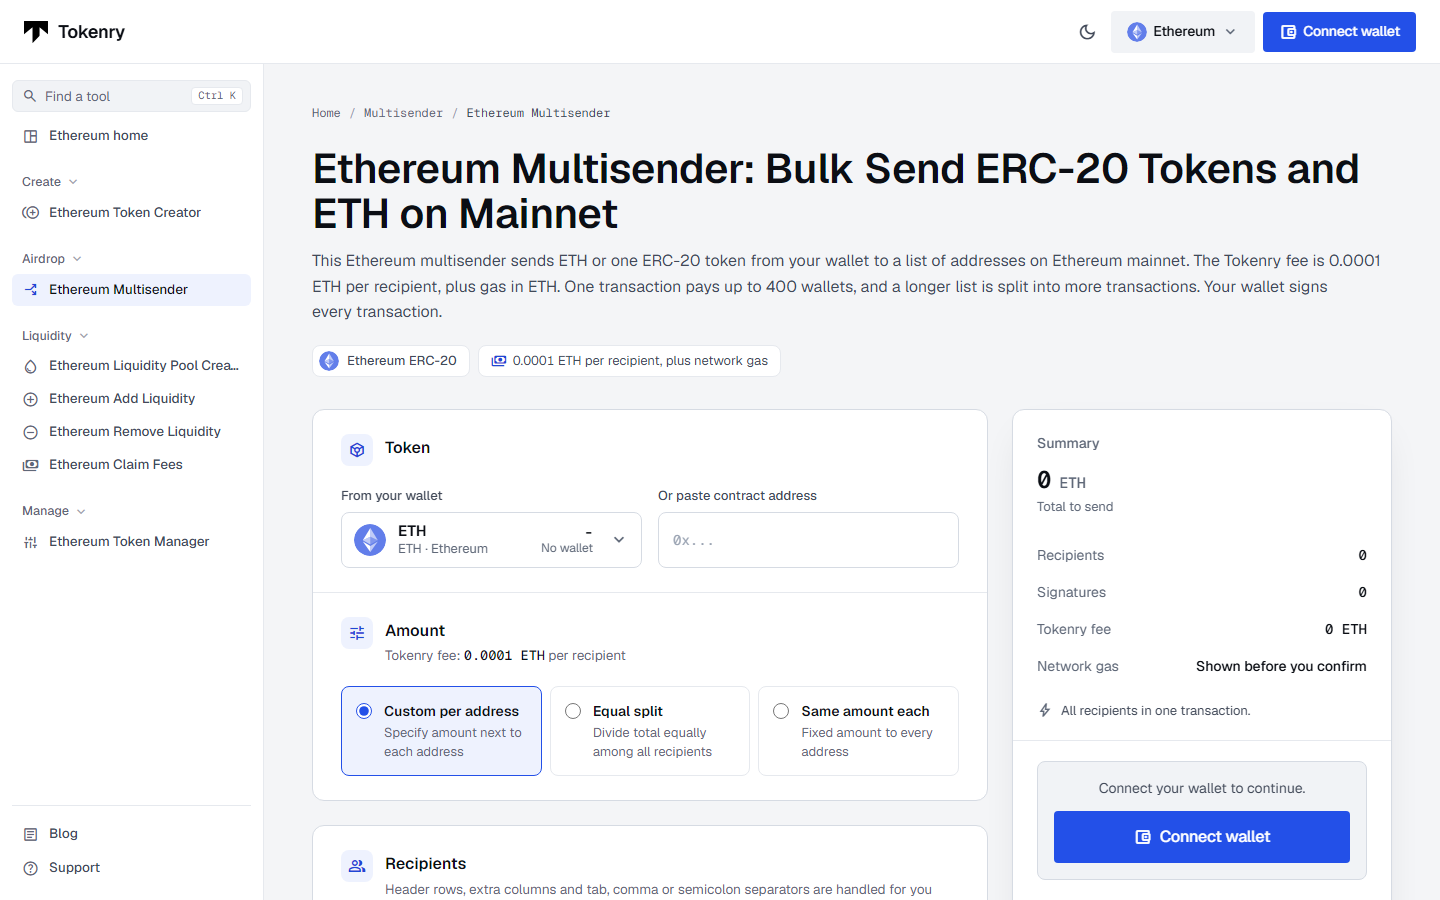 Tokenry
Ethereum
Connect wallet
Find a tool
Ctrl K
Ethereum home
Create
Ethereum Token Creator
Airdrop
Ethereum Multisender
Liquidity
Ethereum Liquidity Pool Crea...
Ethereum Add Liquidity
Ethereum Remove Liquidity
Ethereum Claim Fees
Manage
Ethereum Token Manager
Blog
Support
Home / Multisender / Ethereum Multisender
Ethereum Multisender: Bulk Send ERC-20 Tokens and
ETH on Mainnet
This Ethereum multisender sends ETH or one ERC-20 token from your wallet to a list of addresses on Ethereum mainnet. The Tokenry fee is 0.0001
ETH per recipient, plus gas in ETH. One transaction pays up to 400 wallets, and a longer list is split into more transactions. Your wallet signs
every transaction.
Ethereum ERC-20
0.0001 ETH per recipient, plus network gas
Token
From your wallet
ETH
ETH · Ethereum
-
No wallet
Or paste contract address
0x...
Amount
Tokenry fee: 0.0001 ETH per recipient
Custom per address
Specify amount next to
each address
Equal split
Divide total equally
among all recipients
Same amount each
Fixed amount to every
address
Recipients
Header rows, extra columns and tab, comma or semicolon separators are handled for you
Summary
0 ETH
Total to send
Recipients 0
Signatures 0
Tokenry fee 0 ETH
Network gas Shown before you confirm
All recipients in one transaction.
Connect your wallet to continue.
Connect wallet